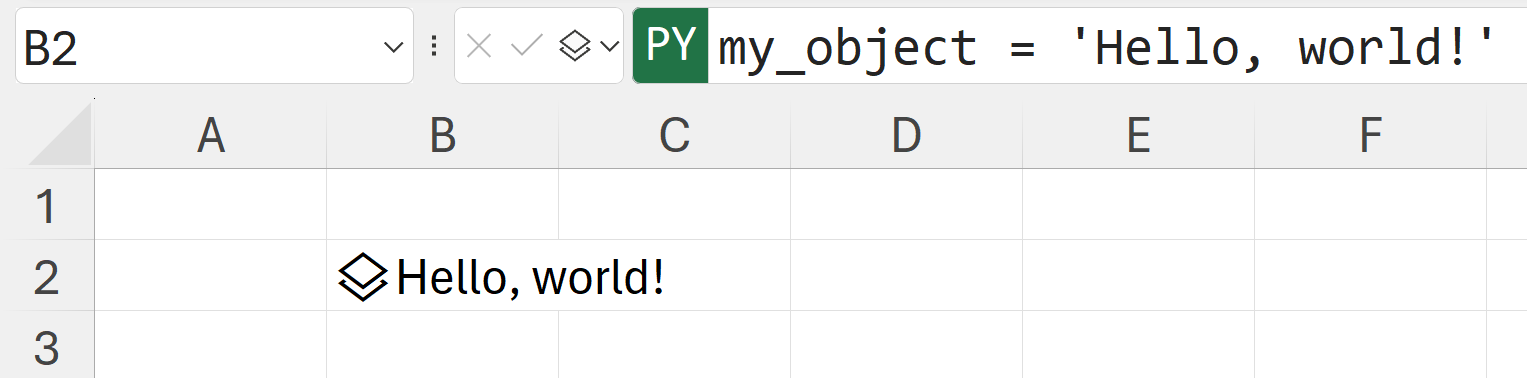 B2 PY my_object = 'Hello, world!'
A B C D E F
1
2 Hello, world!
3